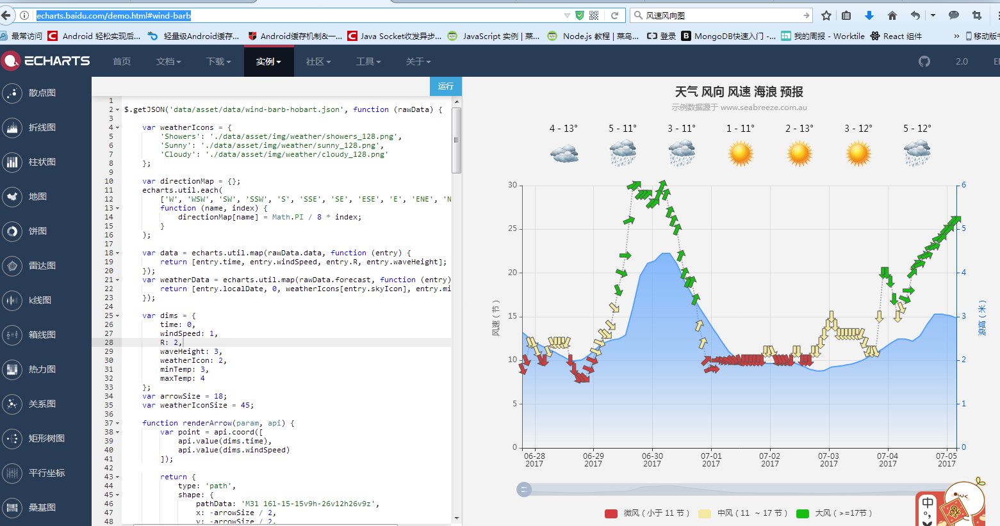 echarts.baidu.com/demo.html#wind-barb
风速风向图
最常访问
Android 轻松实现后...
轻量级Android缓存...
Android缓存机制&一...
Java Socket收发异步...
JavaScript 实例 | 菜...
Node.js 教程 | 菜鸟...
登录
MongoDB快速入门 -...
我的周报 - Worktile
React 组件
»
移动版书
ECHARTS
首页
文档
下载
实例
社区
工具
关于
2.0
EN
散点图
折线图
柱状图
地图
饼图
雷达图
k线图
箱线图
热力图
关系图
矩形树图
平行坐标
桑基图
运行
1
2 $.getJSON('data/asset/data/wind-barb-hobart.json', function (rawData) {
3
4 var weatherIcons = {
5 'Showers': './data/asset/img/weather/showers_128.png',
6 'Sunny': './data/asset/img/weather/sunny_128.png',
7 'Cloudy': './data/asset/img/weather/cloudy_128.png'
8 };
9
10 var directionMap = {};
11 echarts.util.each(
12 ['W', 'WSW', 'SW', 'SSW', 'S', 'SSE', 'SE', 'ESE', 'E', 'ENE', 'N
13 function (name, index) {
14 directionMap[name] = Math.PI / 8 * index;
15 }
16 );
17
18 var data = echarts.util.map(rawData.data, function (entry) {
19 return [entry.time, entry.windSpeed, entry.R, entry.waveHeight];
20 });
21 var weatherData = echarts.util.map(rawData.forecast, function (entry)
22 return [entry.localDate, 0, weatherIcons[entry.skyIcon], entry.mi
23 });
24
25 var dims = {
26 time: 0,
27 windSpeed: 1,
28 R: 2,
29 waveHeight: 3,
30 weatherIcon: 2,
31 minTemp: 3,
32 maxTemp: 4
33 };
34 var arrowSize = 18;
35 var weatherIconSize = 45;
36
37 function renderArrow(param, api) {
38 var point = api.coord([
39 api.value(dims.time),
40 api.value(dims.windSpeed)
41 ]);
42
43 return {
44 type: 'path',
45 shape: {
46 pathData: 'M31 16l-15-15v9h-26v12h26v9z',
47 x: -arrowSize / 2,
48 y: -arrowSize / 2,
天气 风向 风速 海浪 预报
示例数据源于 www.seabreeze.com.au
4 - 13°
5 - 11°
3 - 11°
1 - 11°
2 - 13°
3 - 12°
5 - 12°
30
25
20
15
10
5
0
风速（节）
6
5
4
3
2
1
0
浪高（米）
06-28
2017
06-29
2017
06-30
2017
07-01
2017
07-02
2017
07-03
2017
07-04
2017
07-05
2017
微风（小于 11 节）
中风（11 ~ 17 节）
大风（>=17节）
中